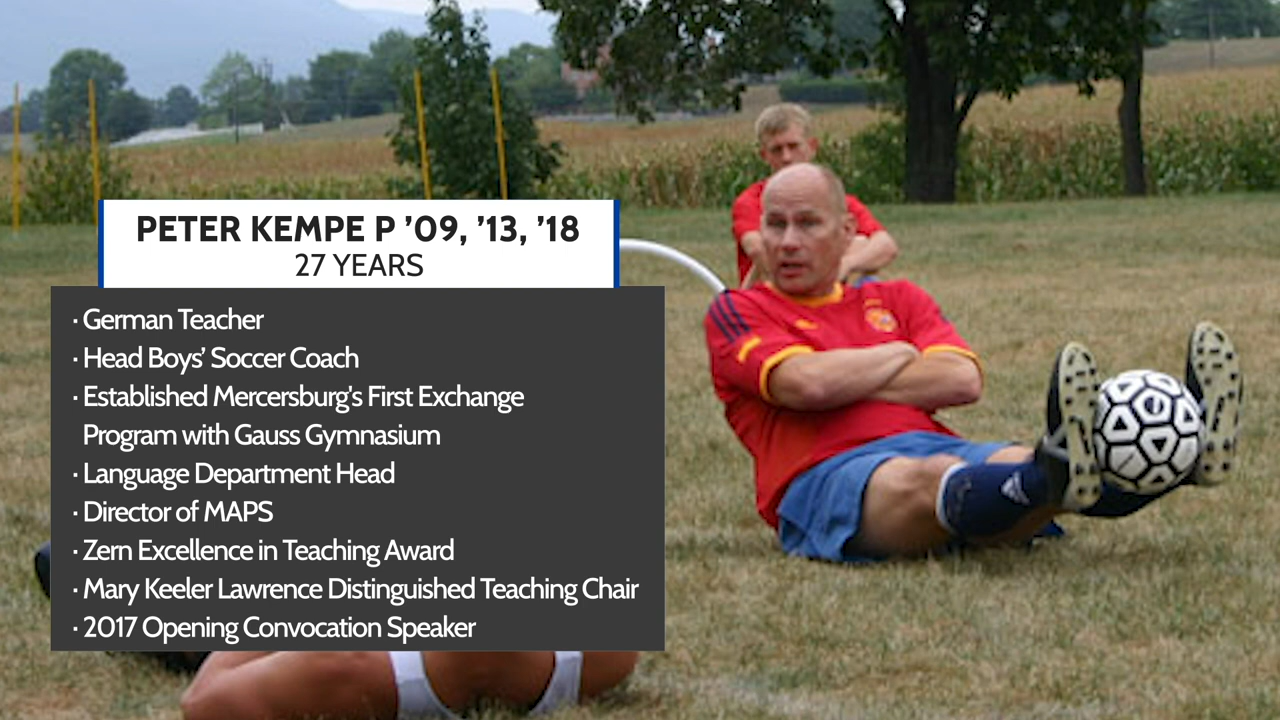 PETER KEMPE P ’09, ’13, ’18
27 YEARS
· German Teacher
· Head Boys’ Soccer Coach
· Established Mercersburg’s First Exchange
Program with Gauss Gymnasium
· Language Department Head
· Director of MAPS
· Zern Excellence in Teaching Award
· Mary Keeler Lawrence Distinguished Teaching Chair
· 2017 Opening Convocation Speaker